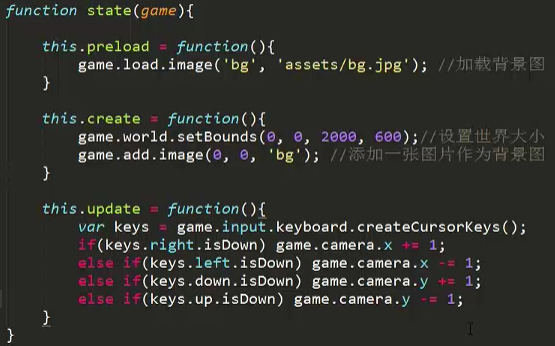 function state(game){
this.preload = function(){
game.load.image('bg', 'assets/bg.jpg'); //加载背景图
}
this.create = function(){
game.world.setBounds(0, 0, 2000, 600);//设置世界大小
game.add.image(0, 0, 'bg'); //添加一张图片作为背景图
}
this.update = function(){
var keys = game.input.keyboard.createCursorKeys();
if(keys.right.isDown) game.camera.x += 1;
else if(keys.left.isDown) game.camera.x -= 1;
else if(keys.down.isDown) game.camera.y += 1;
else if(keys.up.isDown) game.camera.y -= 1;
}
}